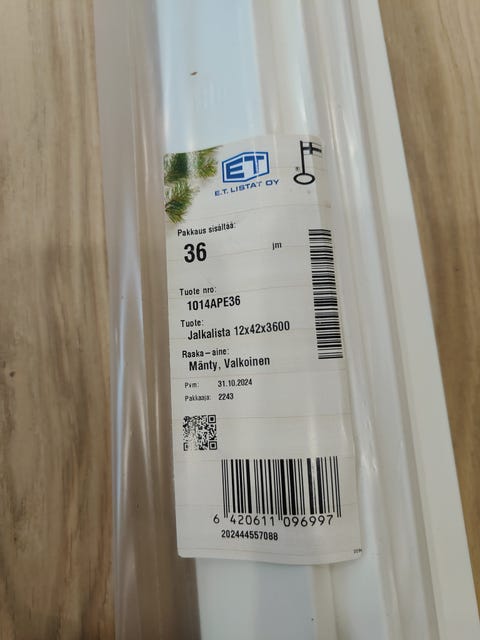 ET
E.T. LISTAT OY
Pakkaus sisältää:
36 jm
Tuote nro:
1014APE36
Tuote:
Jalkalista 12x42x3600
Raaka-aine:
Mänty, Valkoinen
Pvm: 31.10.2024
Pakkaaja: 2243
6 420611 096997
202444557088